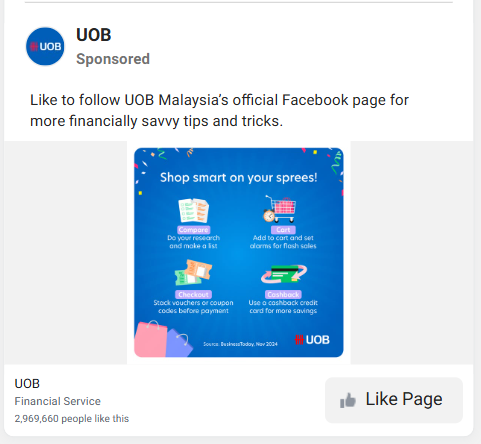 UOB
UOB
Sponsored
Like to follow UOB Malaysia's official Facebook page for
more financially savvy tips and tricks.
Shop smart on your sprees!
Compare
Do your research
and make a list
Cart
Add to cart and set
alarms for flash sales
Checkout
Stack vouchers or coupon
codes before payment
Cashback
Use a cashback credit
card for more savings
Source: BusinessToday, Nov 2024
UOB
UOB
Financial Service
2,969,660 people like this
Like Page